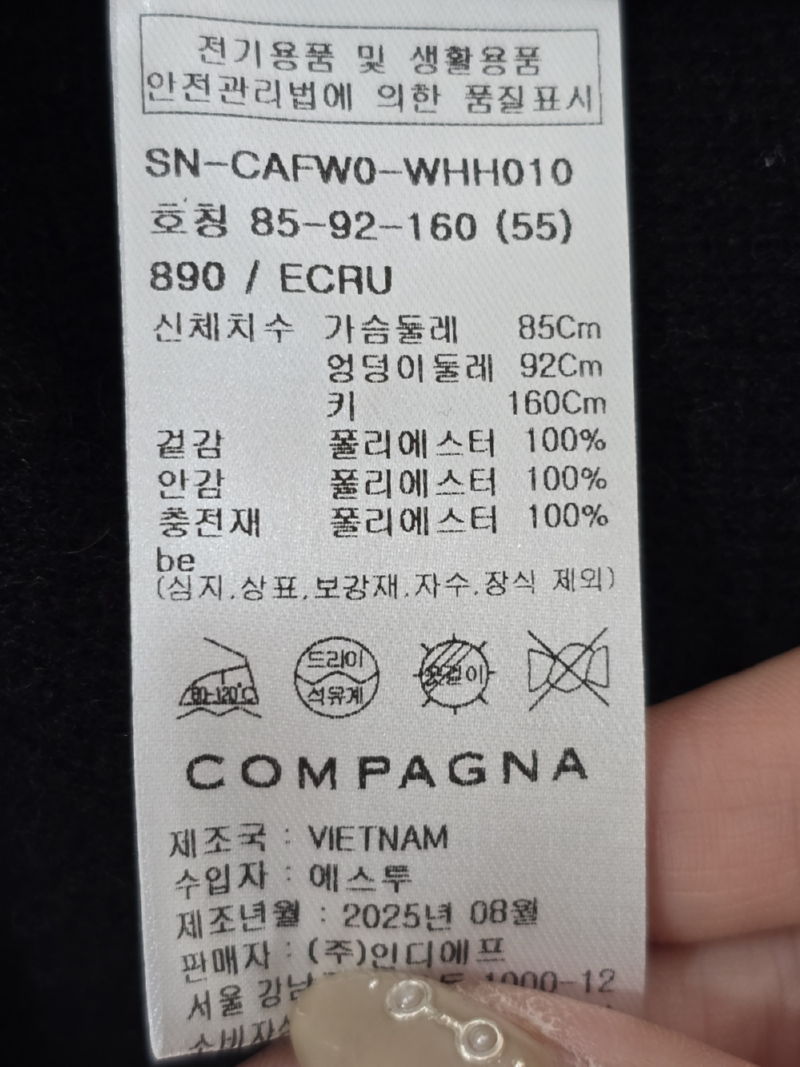 전기용품 및 생활용품
안전관리법에 의한 품질표시
SN-CAFW0-WHH010
호칭 85-92-160 (55)
890 / ECRU
신체치수 가슴둘레 85Cm
엉덩이둘레 92Cm
키 160Cm
겉감 폴리에스터 100%
안감 폴리에스터 100%
충전재 폴리에스터 100%
be
(심지,상표,보강재,자수,장식 제외)
80-120°C 드라이 옷걸이
석유계
COMPAGNA
제조국 : VIETNAM
수입자 : 에스투
제조년월 : 2025년 08월
판매자 : (주)인디에프
서울 강남 1000-12